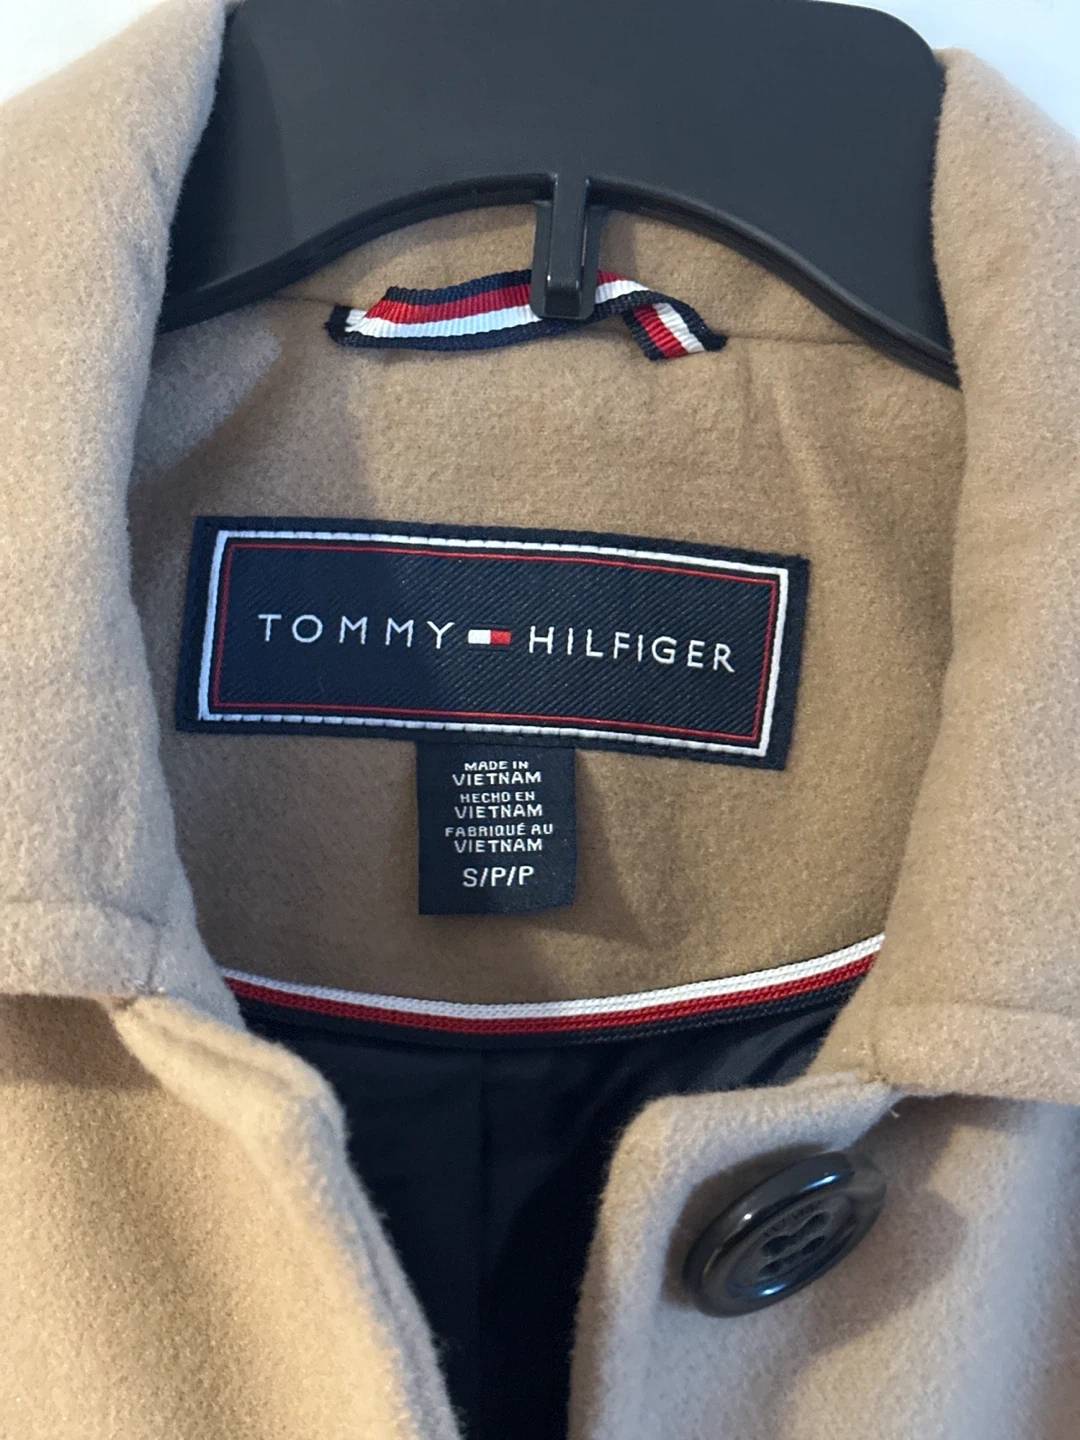 TOMMY HILFIGER
MADE IN
VIETNAM
HECHO EN
VIETNAM
FABRIQUÉ AU
VIETNAM
S/P/P